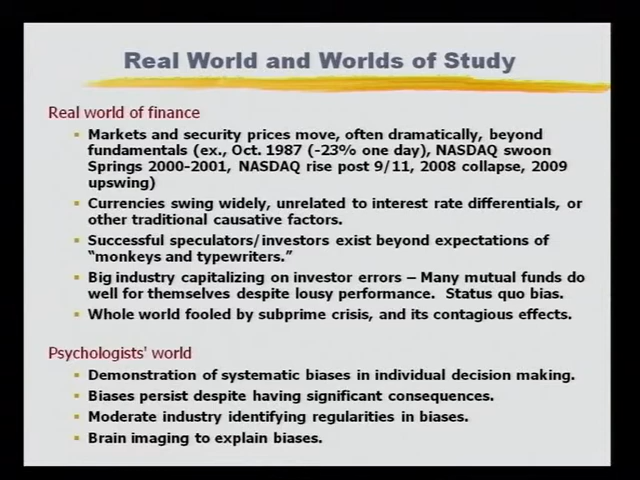 Real World and Worlds of Study
Real world of finance
Markets and security prices move, often dramatically, beyond
fundamentals (ex., Oct. 1987 (-23% one day), NASDAQ swoon
Springs 2000-2001, NASDAQ rise post 9/11, 2008 collapse, 2009
upswing)
Currencies swing widely, unrelated to interest rate differentials, or
other traditional causative factors.
Successful speculators/investors exist beyond expectations of
"monkeys and typewriters."
Big industry capitalizing on investor errors – Many mutual funds do
well for themselves despite lousy performance. Status quo bias.
Whole world fooled by subprime crisis, and its contagious effects.
Psychologists' world
Demonstration of systematic biases in individual decision making.
Biases persist despite having significant consequences.
Moderate industry identifying regularities in biases.
Brain imaging to explain biases.